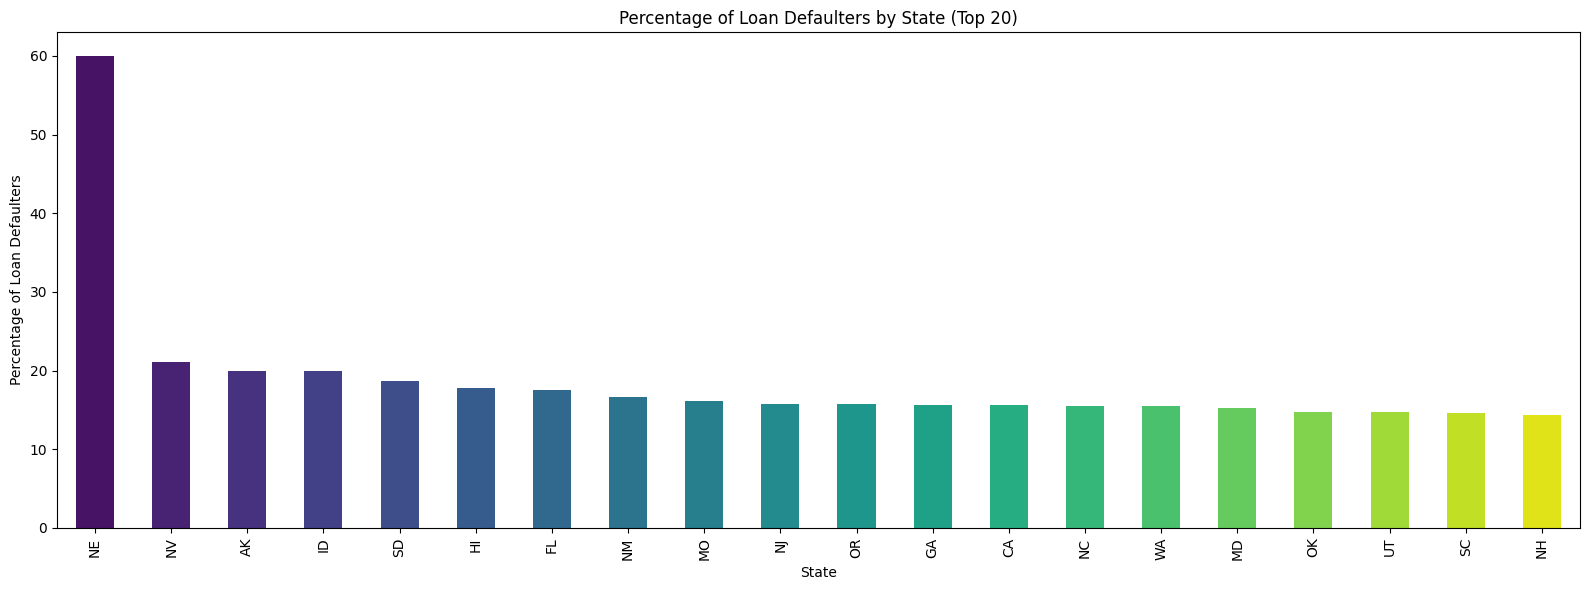 Percentage of Loan Defaulters by State (Top 20)
Percentage of Loan Defaulters
60
50
40
30
20
10
0
NE NV AK ID SD HI FL NM MO NJ OR GA CA NC WA MD OK UT SC NH
State